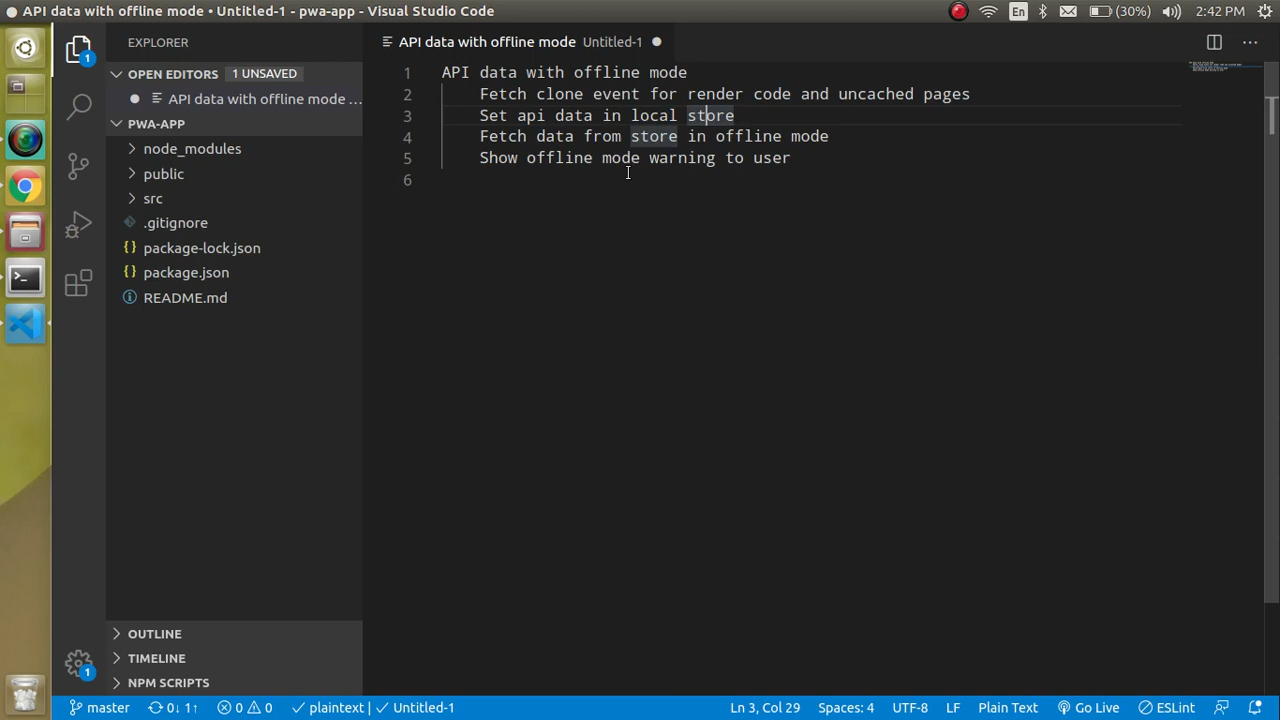 API data with offline mode • Untitled-1 - pwa-app - Visual Studio Code
En
(30%)
2:42 PM
1
EXPLORER
OPEN EDITORS
1 UNSAVED
API data with offline mode ...
PWA-APP
node_modules
public
src
.gitignore
package-lock.json
package.json
README.md
OUTLINE
TIMELINE
NPM SCRIPTS
1
API data with offline mode Untitled-1
1 API data with offline mode
2 Fetch clone event for render code and uncached pages
3 Set api data in local store
4 Fetch data from store in offline mode
5 Show offline mode warning to user
6
master
0↓ 1↑
0
0
plaintext
Untitled-1
Ln 3, Col 29
Spaces: 4
UTF-8
LF
Plain Text
Go Live
ESLint